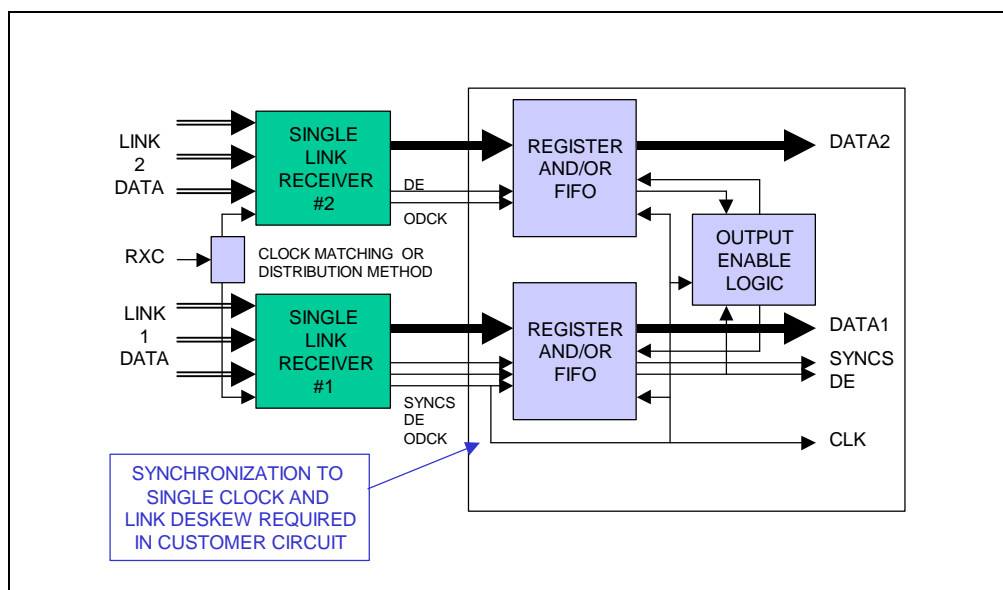 LINK
2
DATA
SINGLE
LINK
RECEIVER
#2
DE
ODCK
REGISTER
AND/OR
FIFO
DATA2
OUTPUT
ENABLE
LOGIC
RXC
CLOCK MATCHING OR
DISTRIBUTION METHOD
LINK
1
DATA
SINGLE
LINK
RECEIVER
#1
SYNCS
DE
ODCK
REGISTER
AND/OR
FIFO
DATA1
SYNCS
DE
CLK
SYNCHRONIZATION TO
SINGLE CLOCK AND
LINK DESKEW REQUIRED
IN CUSTOMER CIRCUIT